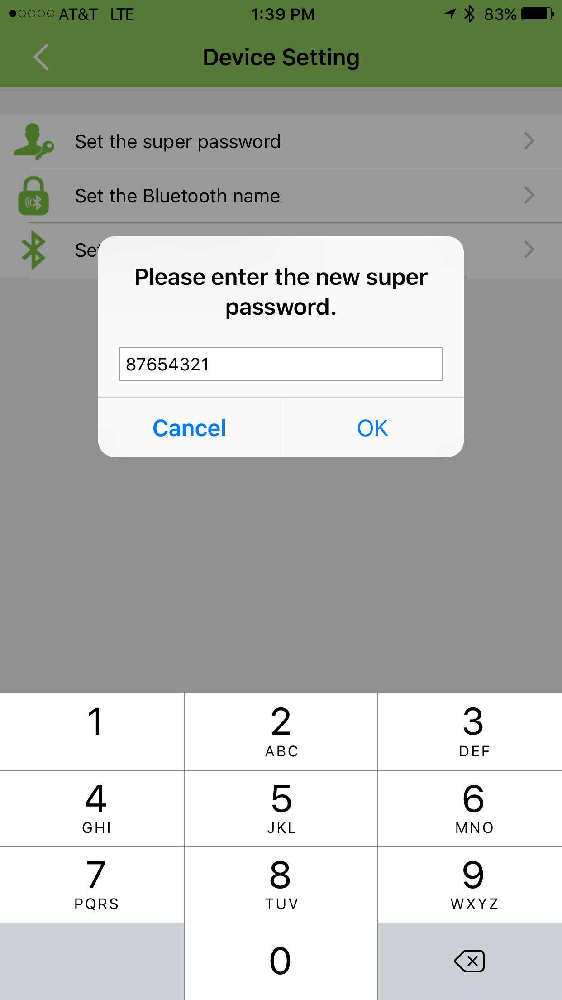 AT&T LTE 1:39 PM 83%
Device Setting
Set the super password
Set the Bluetooth name
Set
Please enter the new super
password.
87654321
Cancel OK
1 2 3
ABC DEF
4 5 6
GHI JKL MNO
7 8 9
PQRS TUV WXYZ
0